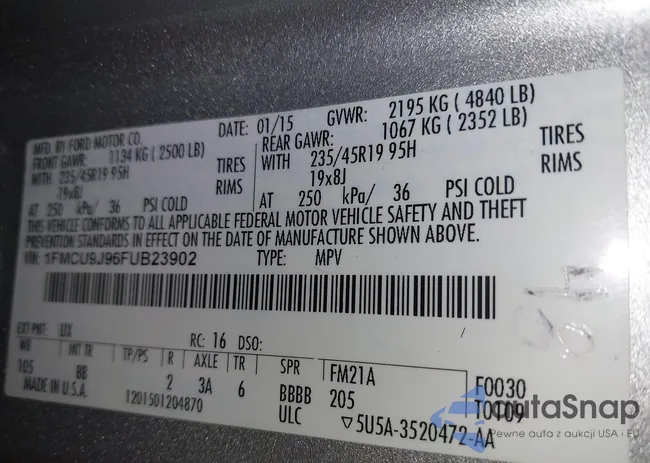 MFD. BY FORD MOTOR CO. DATE: 01/15 GVWR: 2195 KG ( 4840 LB)
FRONT GAWR: 1134 KG ( 2500 LB) REAR GAWR: 1067 KG ( 2352 LB)
WITH 235/45R19 95H TIRES WITH 235/45R19 95H TIRES
19x8J RIMS 19x8J RIMS
AT 250 kPa/ 36 PSI COLD AT 250 kPa/ 36 PSI COLD
THIS VEHICLE CONFORMS TO ALL APPLICABLE FEDERAL MOTOR VEHICLE SAFETY AND THEFT
PREVENTION STANDARDS IN EFFECT ON THE DATE OF MANUFACTURE SHOWN ABOVE.
VIN: 1FMCU9J96FUB23902 TYPE: MPV
EXT PNT: UX RC: 16 DSO:
WB INT TR TP/PS R AXLE TR SPR FM21A F0030
105 BB 2 3A 6 BBBB 205 T0109
MADE IN U.S.A. 1201501204870 ULC ▽5U5A-3520472-AA
autaSnap
Pewne auta z aukcji USA i EU